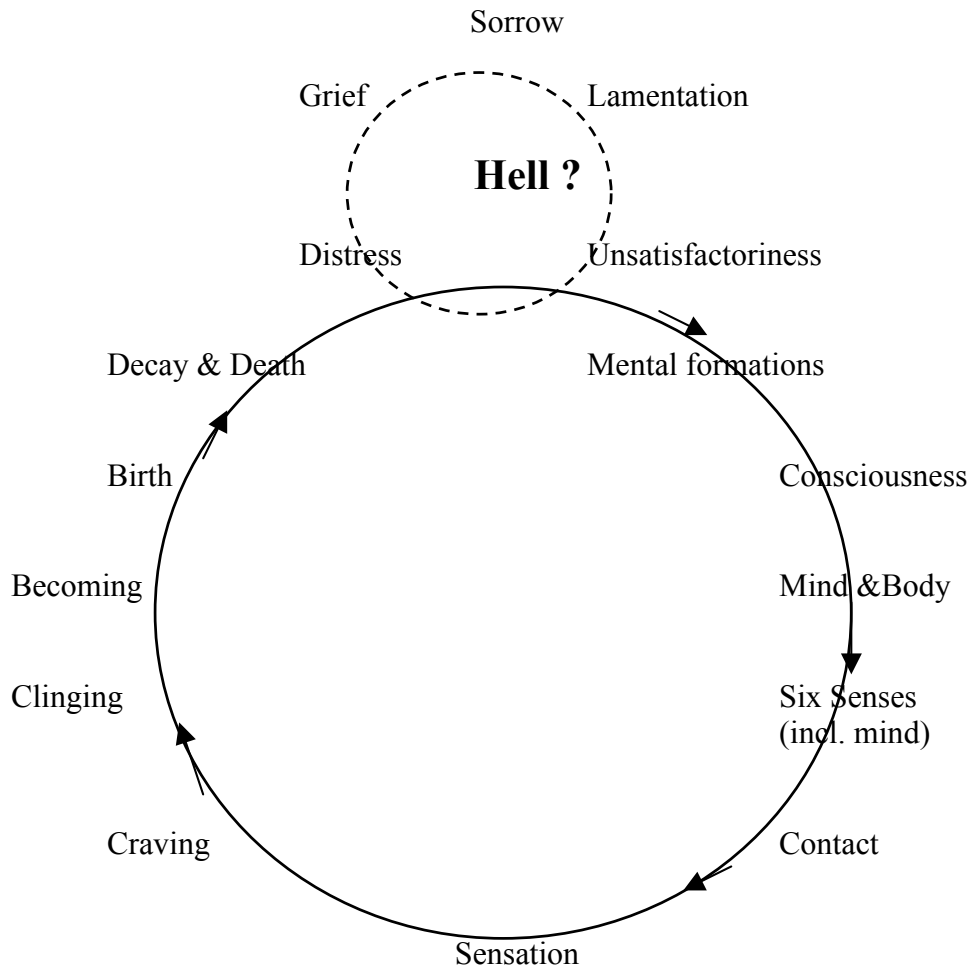 Sorrow
Grief
Lamentation
Hell ?
Distress
Unsatisfactoriness
Decay & Death
Mental formations
Birth
Consciousness
Becoming
Mind &Body
Clinging
Six Senses
(incl. mind)
Craving
Contact
Sensation